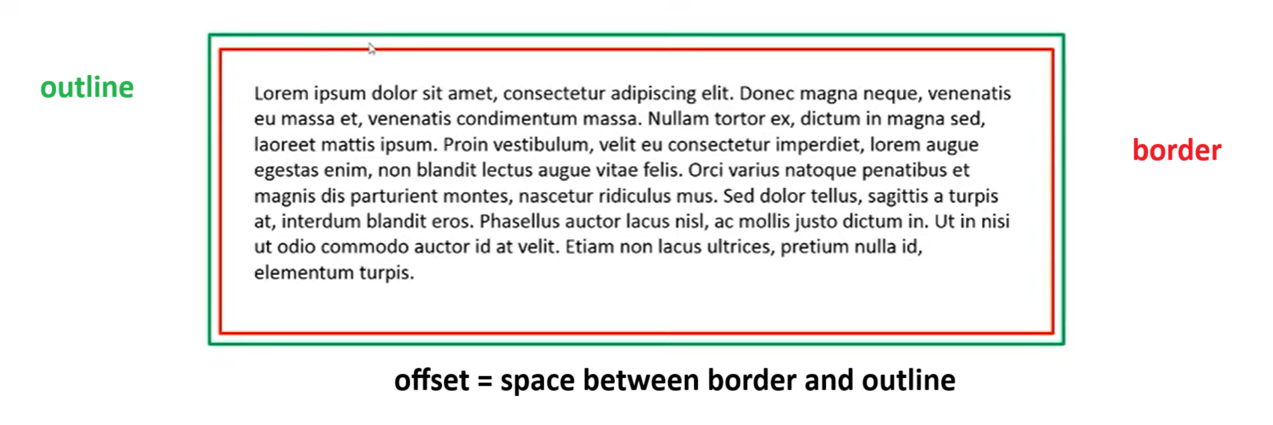 outline
Lorem ipsum dolor sit amet, consectetur adipiscing elit. Donec magna neque, venenatis
eu massa et, venenatis condimentum massa. Nullam tortor ex, dictum in magna sed,
laoreet mattis ipsum. Proin vestibulum, velit eu consectetur imperdiet, lorem augue
egestas enim, non blandit lectus augue vitae felis. Orci varius natoque penatibus et
magnis dis parturient montes, nascetur ridiculus mus. Sed dolor tellus, sagittis a turpis
at, interdum blandit eros. Phasellus auctor lacus nisl, ac mollis justo dictum in. Ut in nisi
ut odio commodo auctor id at velit. Etiam non lacus ultrices, pretium nulla id,
elementum turpis.
border
offset = space between border and outline